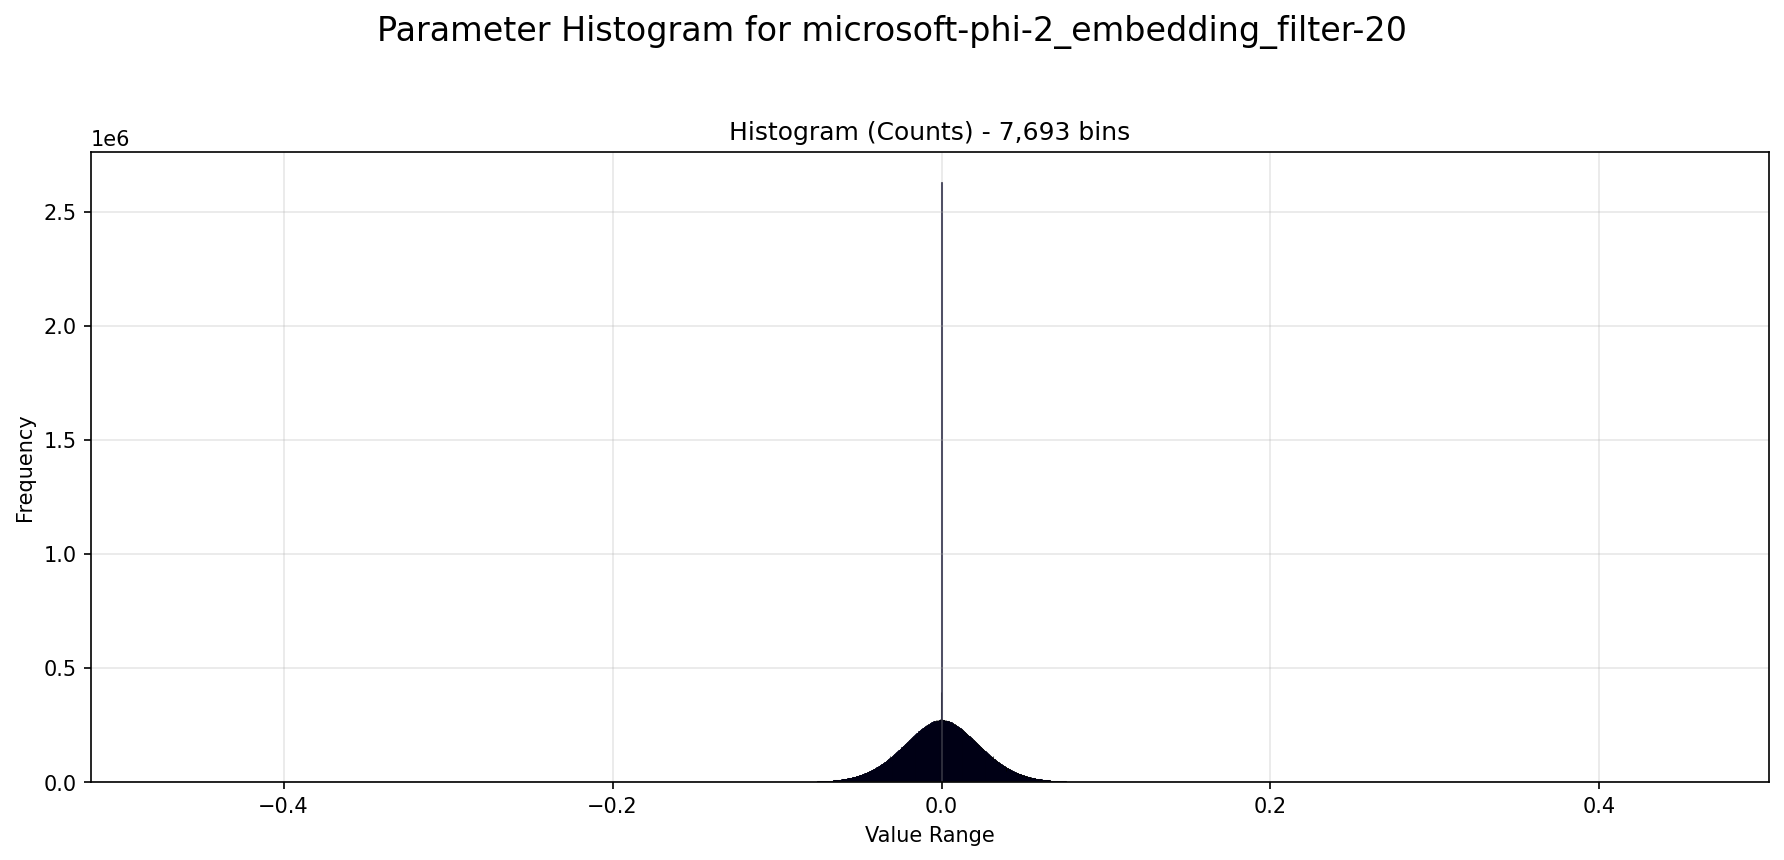 Parameter Histogram for microsoft-phi-2_embedding_filter-20
Histogram (Counts) - 7,693 bins
1e6
2.5
2.0
1.5
1.0
0.5
0.0
Frequency
−0.4
−0.2
0.0
0.2
0.4
Value Range